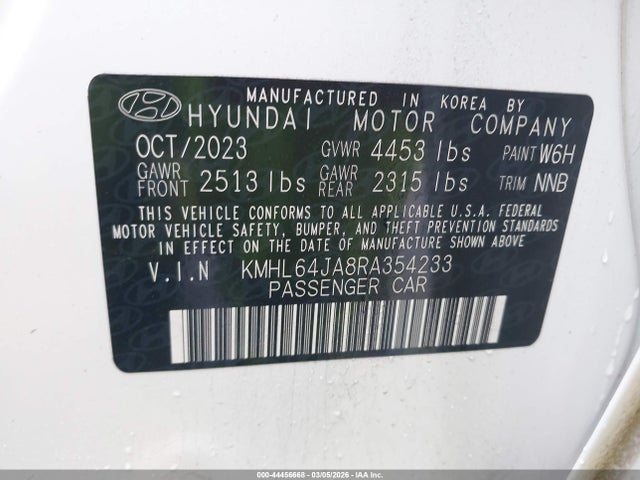 MANUFACTURED IN KOREA BY
HYUNDAI MOTOR COMPANY
OCT/2023 GVWR 4453 lbs PAINT W6H
GAWR FRONT 2513 lbs GAWR REAR 2315 lbs TRIM NNB
THIS VEHICLE CONFORMS TO ALL APPLICABLE U.S.A. FEDERAL
MOTOR VEHICLE SAFETY, BUMPER, AND THEFT PREVENTION STANDARDS
IN EFFECT ON THE DATE OF MANUFACTURE SHOWN ABOVE
V.I.N KMHL64JA8RA354233
PASSENGER CAR
000-44456668 - 03/05/2026 - IAAI.COM